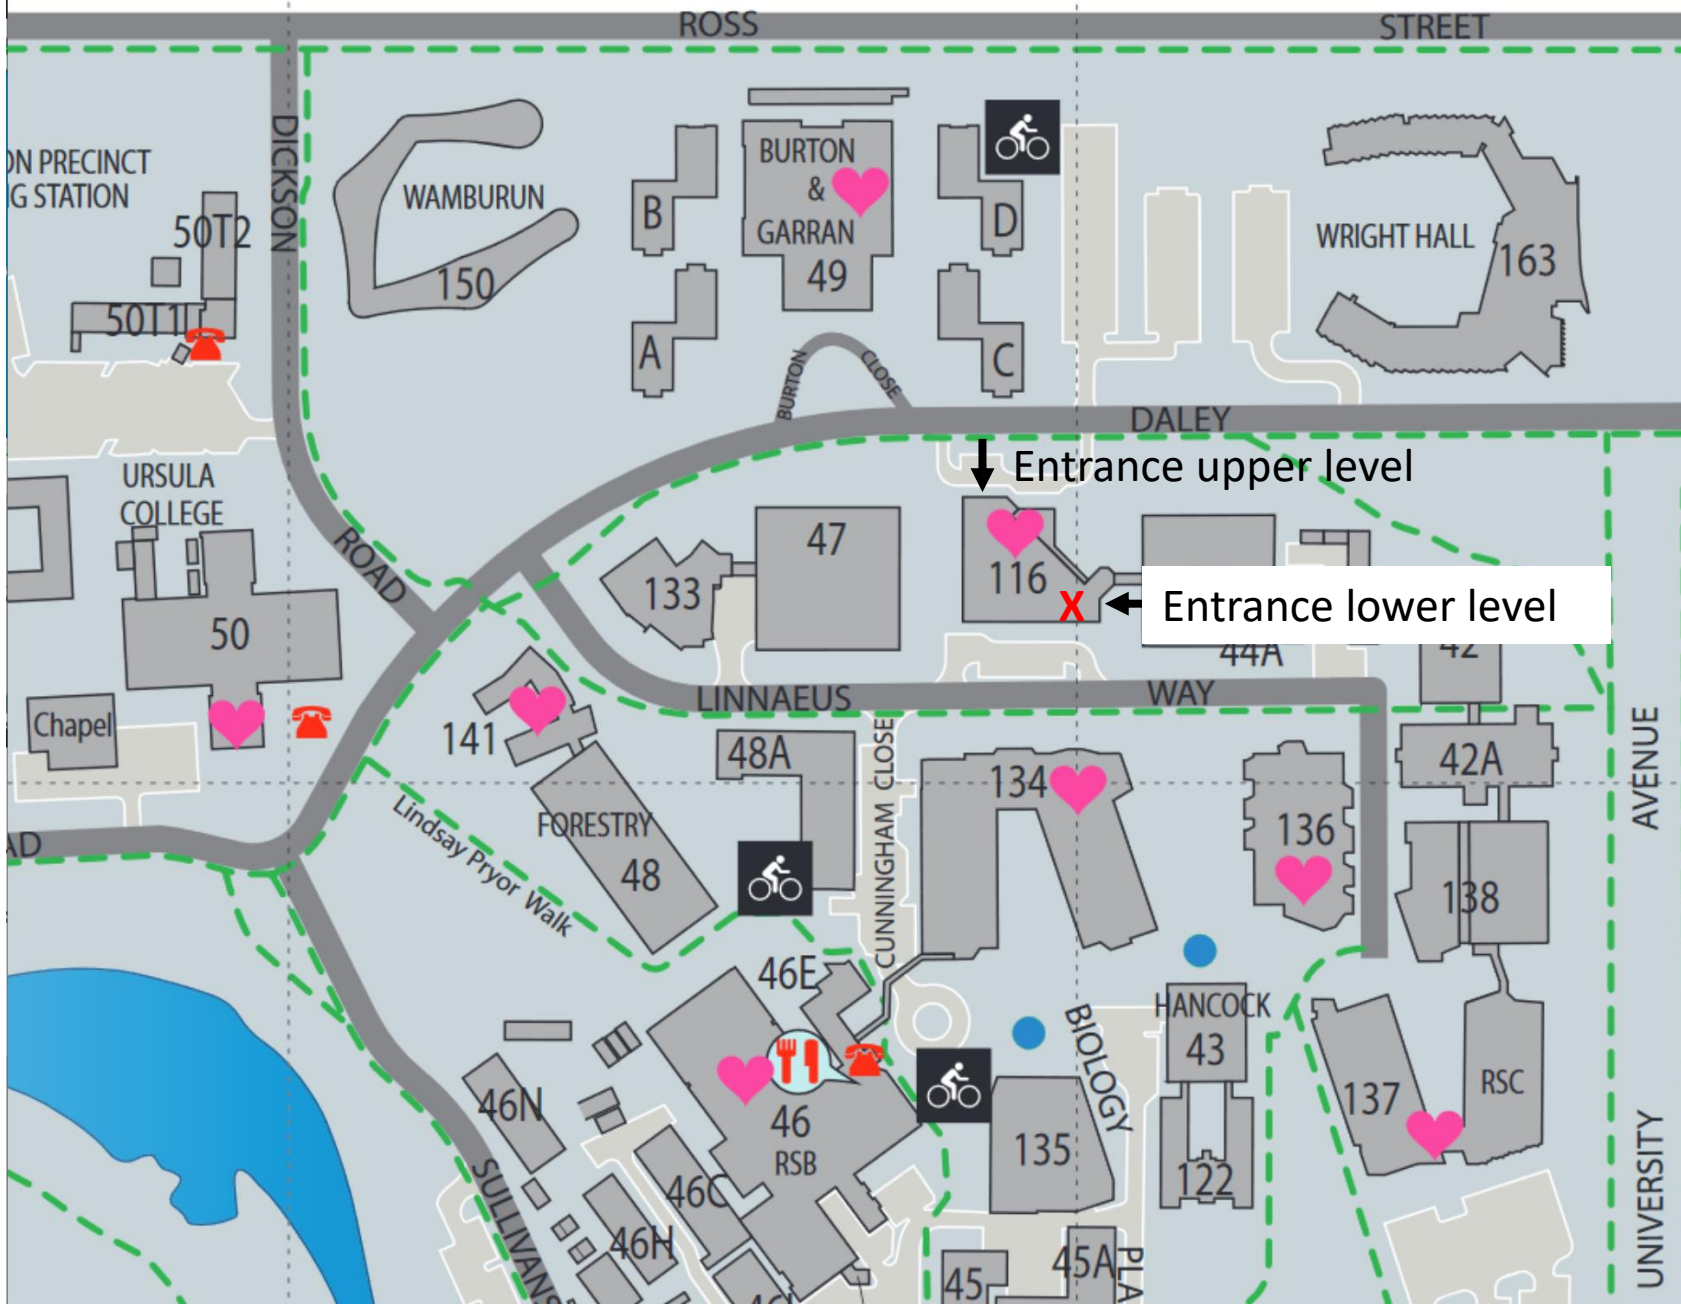 ROSS
STREET
DICKSON
ON PRECINCT
G STATION
50T2
50T1
WAMBURUN
150
B
A
BURTON
&
GARRAN
49
D
C
BURTON
CLOSE
WRIGHT HALL
163
DALEY
Entrance upper level
URSULA
COLLEGE
ROAD
50
Chapel
133
47
116
X
Entrance lower level
44A
42
LINNAEUS
WAY
141
48A
FORESTRY
48
Lindsay Pryor Walk
CUNNINGHAM CLOSE
134
136
42A
138
AVENUE
AD
46E
BIOLOGY
HANCOCK
43
46N
46
RSB
135
122
137
RSC
46C
46H
SULLIVANS
45
45A
PLA
UNIVERSITY